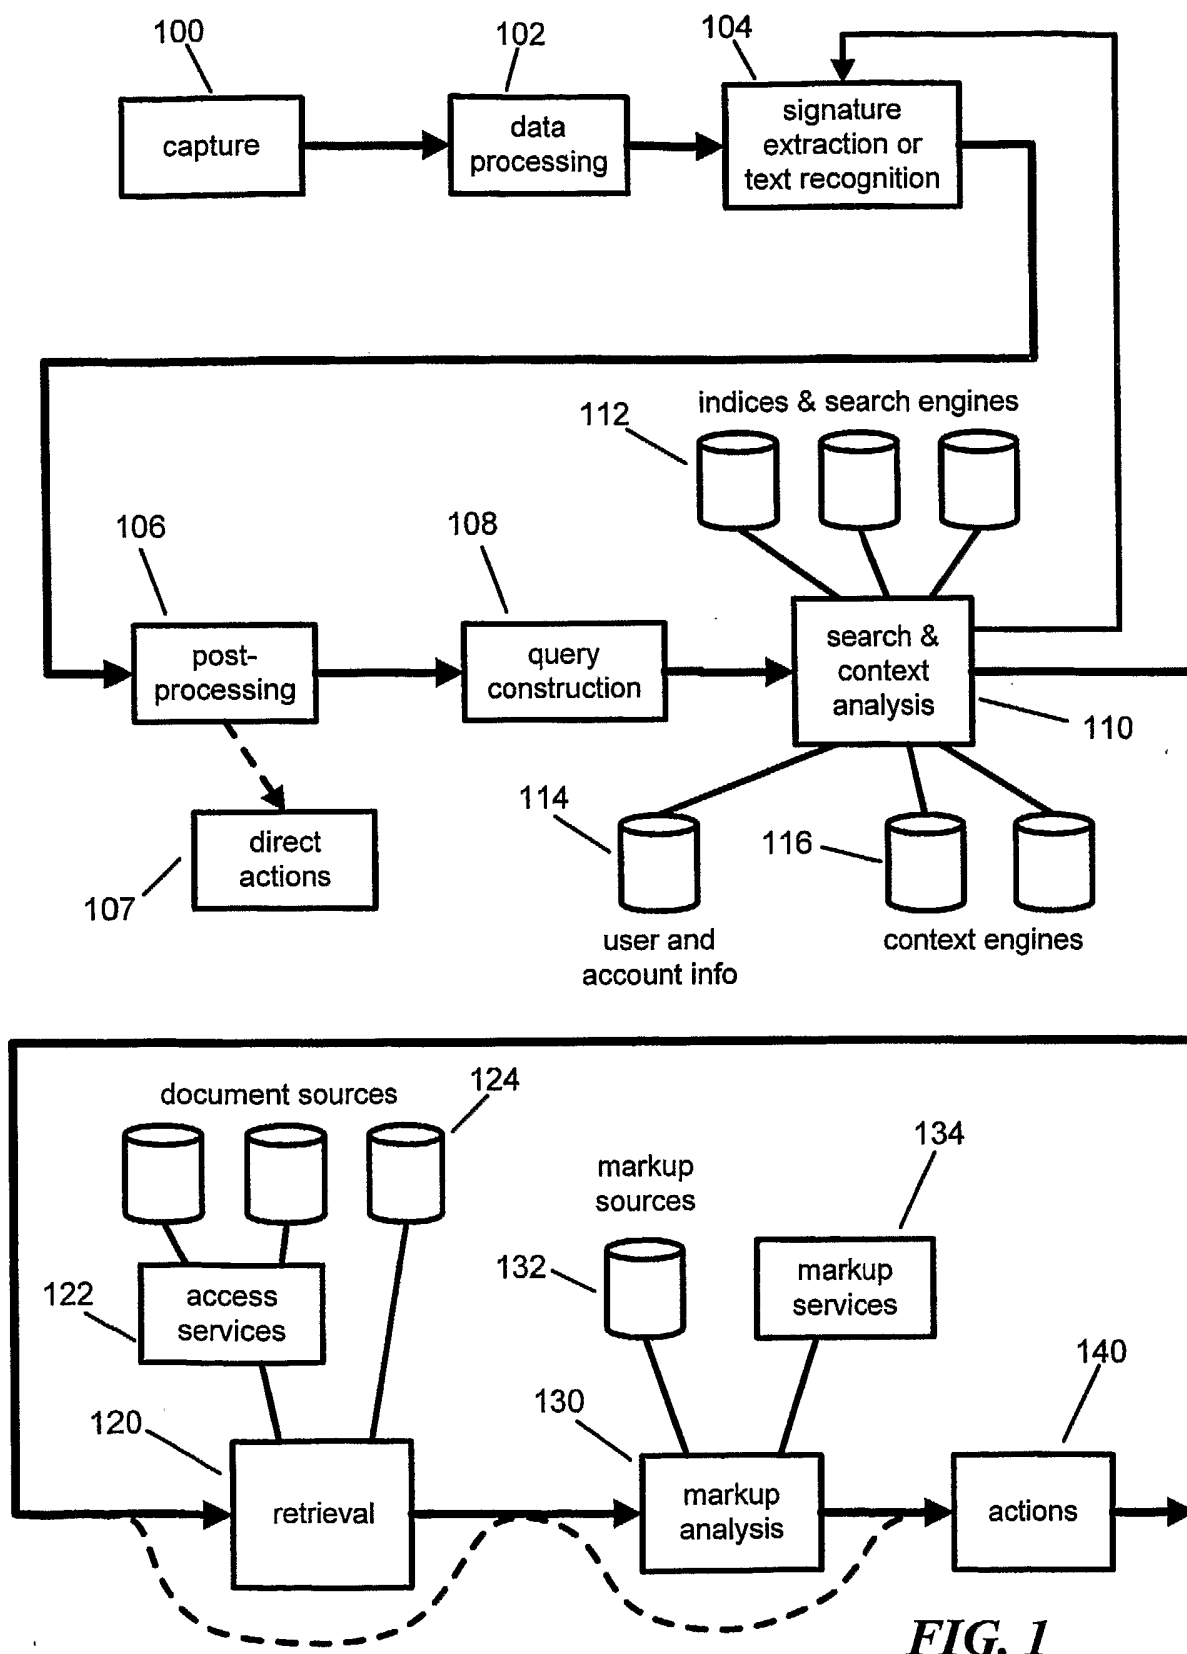 100
102
104
capture
data
processing
signature
extraction or
text recognition
indices & search engines
112
106
108
post-
processing
query
construction
search &
context
analysis
110
114
116
direct
actions
107
user and
account info
context engines
document sources
124
134
markup
sources
132
markup
services
122
access
services
140
120
130
retrieval
markup
analysis
actions
FIG. 1